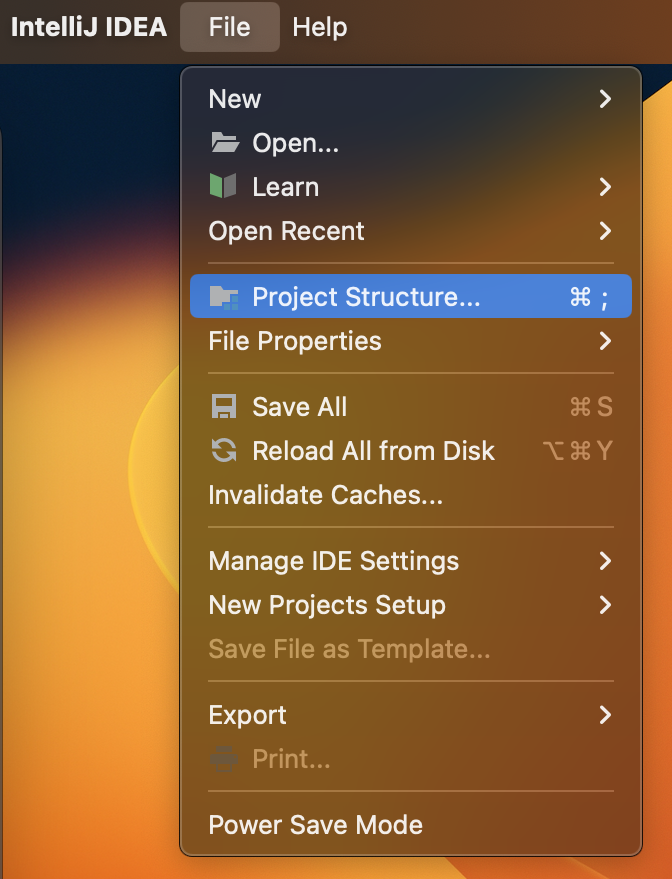 IntelliJ IDEA File Help
New
Open...
Learn
Open Recent
Project Structure... ⌘ ;
File Properties
Save All ⌘ S
Reload All from Disk ⌥ ⌘ Y
Invalidate Caches...
Manage IDE Settings
New Projects Setup
Save File as Template...
Export
Print...
Power Save Mode